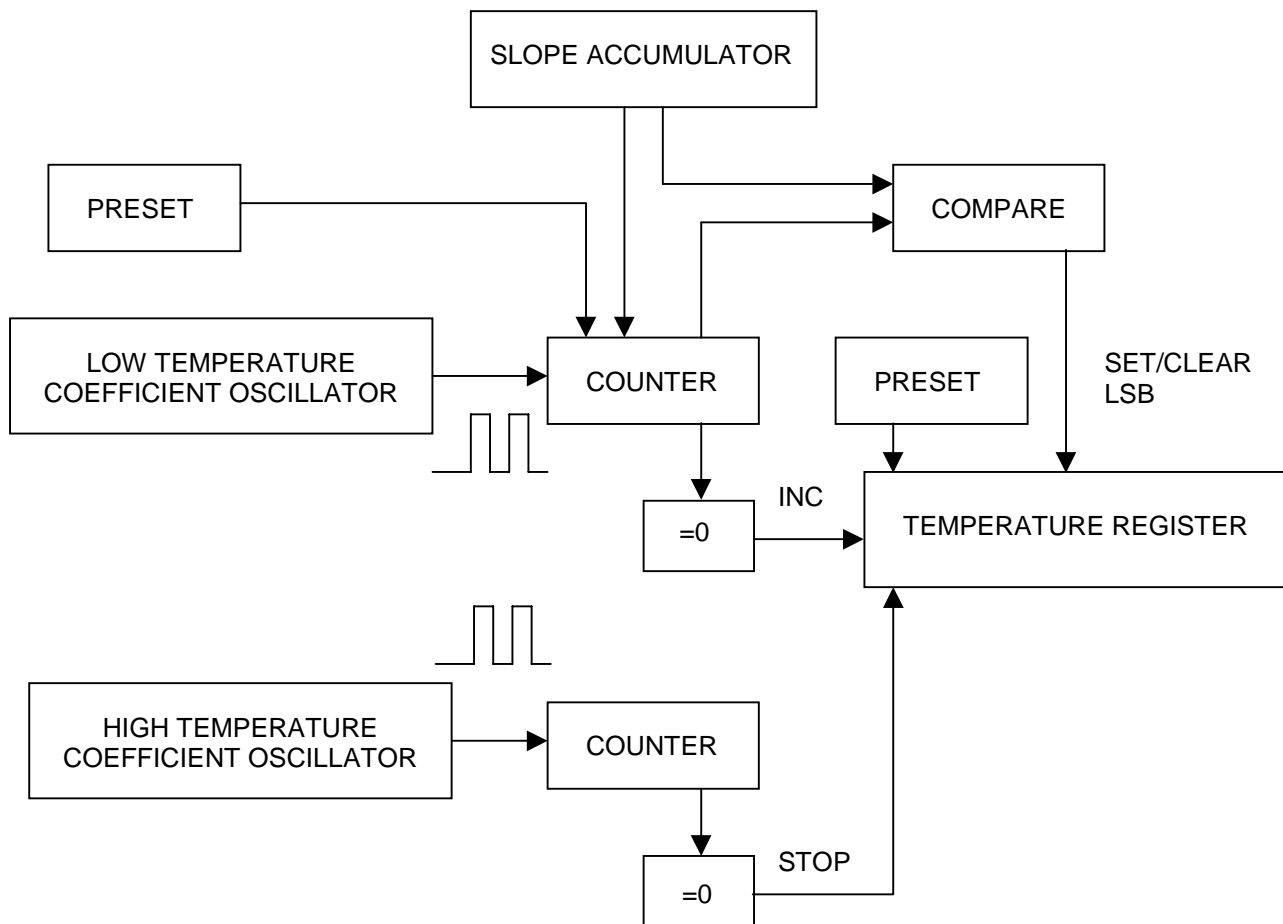 SLOPE ACCUMULATOR
PRESET
COMPARE
LOW TEMPERATURE
COEFFICIENT OSCILLATOR
COUNTER
PRESET
SET/CLEAR
LSB
=0
INC
TEMPERATURE REGISTER
HIGH TEMPERATURE
COEFFICIENT OSCILLATOR
COUNTER
=0
STOP